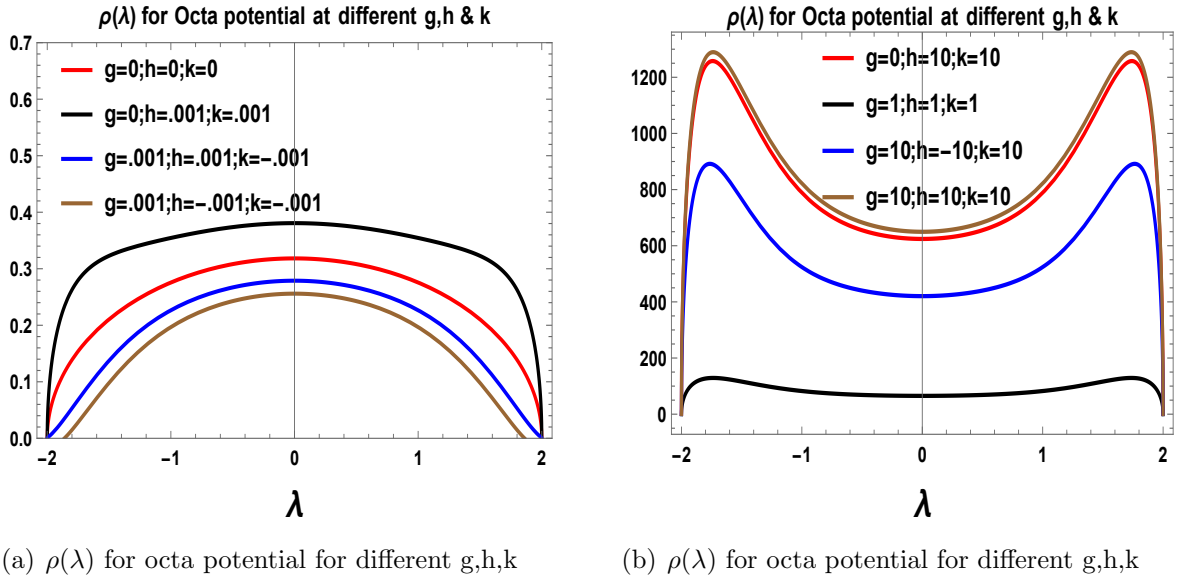 ρ(λ) for Octa potential at different g,h & k
0.7
0.6
0.5
0.4
0.3
0.2
0.1
0.0
g=0;h=0;k=0
g=0;h=.001;k=.001
g=.001;h=.001;k=-.001
g=.001;h=-.001;k=-.001
-2 -1 0 1 2
λ
(a) ρ(λ) for octa potential for different g,h,k
ρ(λ) for Octa potential at different g,h & k
1200
1000
800
600
400
200
0
g=0;h=10;k=10
g=1;h=1;k=1
g=10;h=-10;k=10
g=10;h=10;k=10
-2 -1 0 1 2
λ
(b) ρ(λ) for octa potential for different g,h,k